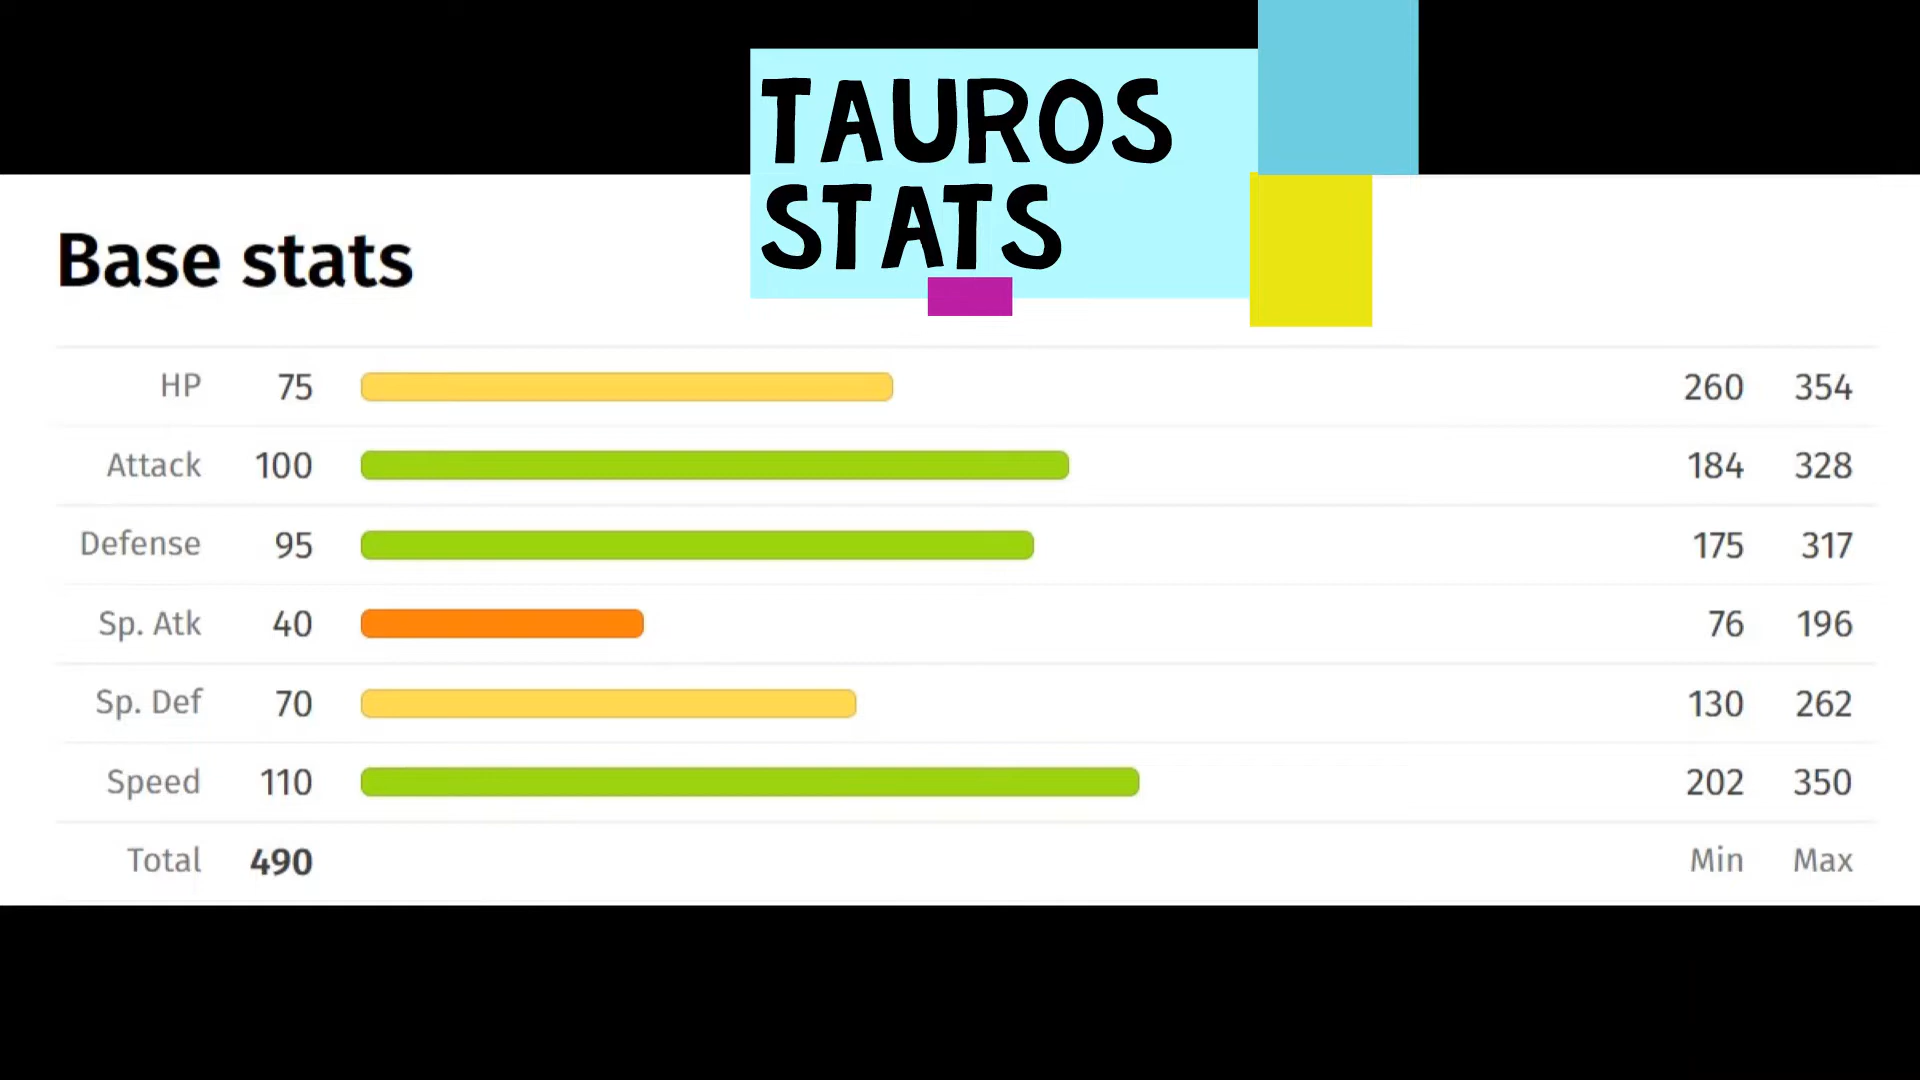 TAUROS
STATS
Base stats
HP 75 260 354
Attack 100 184 328
Defense 95 175 317
Sp. Atk 40 76 196
Sp. Def 70 130 262
Speed 110 202 350
Total 490 Min Max